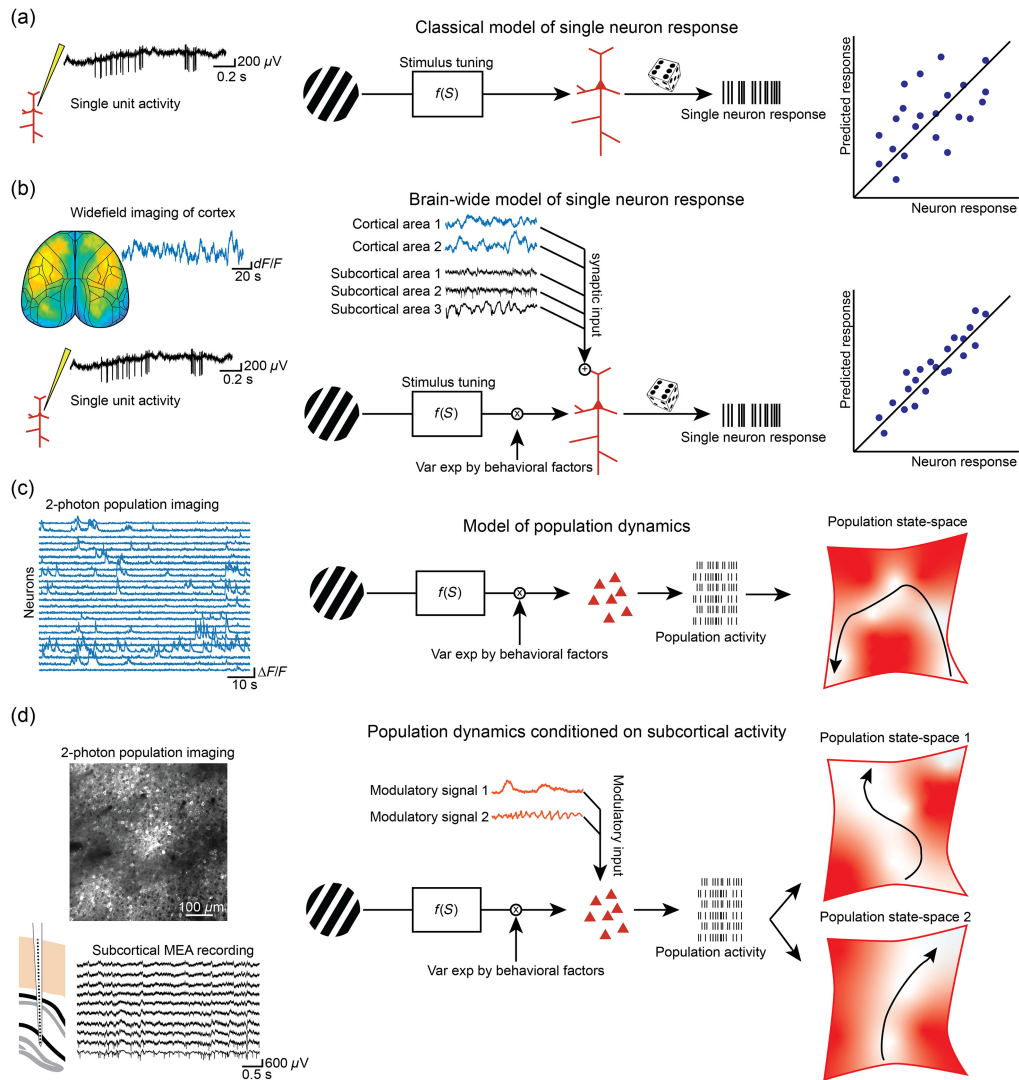 (a)
Classical model of single neuron response
200 μV
0.2 s
Single unit activity
Stimulus tuning
f(S)
Single neuron response
Predicted response
Neuron response
(b)
Widefield imaging of cortex
dF/F
20 s
200 μV
0.2 s
Single unit activity
Brain-wide model of single neuron response
Cortical area 1
Cortical area 2
Subcortical area 1
Subcortical area 2
Subcortical area 3
synaptic input
+
Stimulus tuning
f(S)
x
Var exp by behavioral factors
Single neuron response
Predicted response
Neuron response
(c)
2-photon population imaging
Neurons
ΔF/F
10 s
Model of population dynamics
f(S)
x
Var exp by behavioral factors
Population activity
Population state-space
(d)
2-photon population imaging
100 μm
Subcortical MEA recording
600 μV
0.5 s
Population dynamics conditioned on subcortical activity
Modulatory signal 1
Modulatory signal 2
Modulatory input
f(S)
x
Var exp by behavioral factors
Population activity
Population state-space 1
Population state-space 2